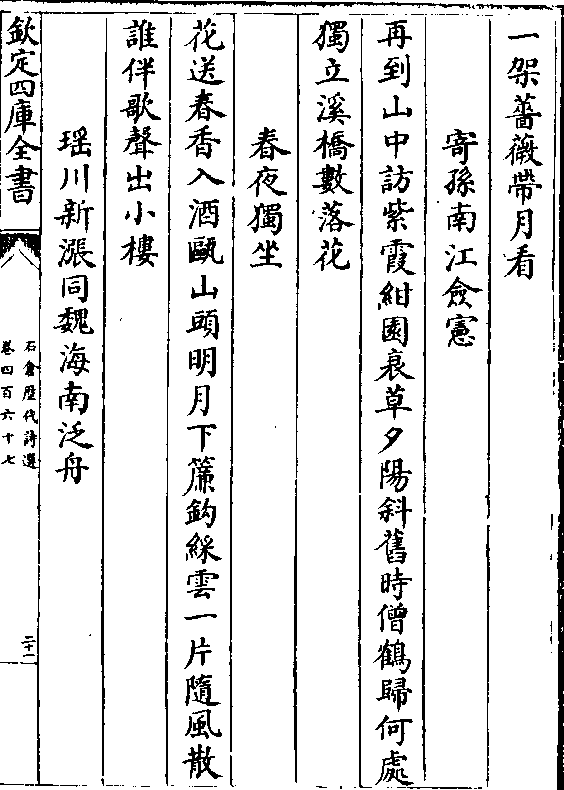 一架薔薇帶月看
寄孫南江僉憲
再到山中訪紫霞紺園衰草夕陽斜舊時僧鶴歸何處
獨立溪橋數落花
春夜獨坐
花送春香入酒甌山頭明月下簾鉤綵雲一片隨風散
誰伴歌聲出小樓
瑶川新漲同魏海南泛舟
欽定四庫全書
石倉歴代詩選
卷四百六十七
二十一